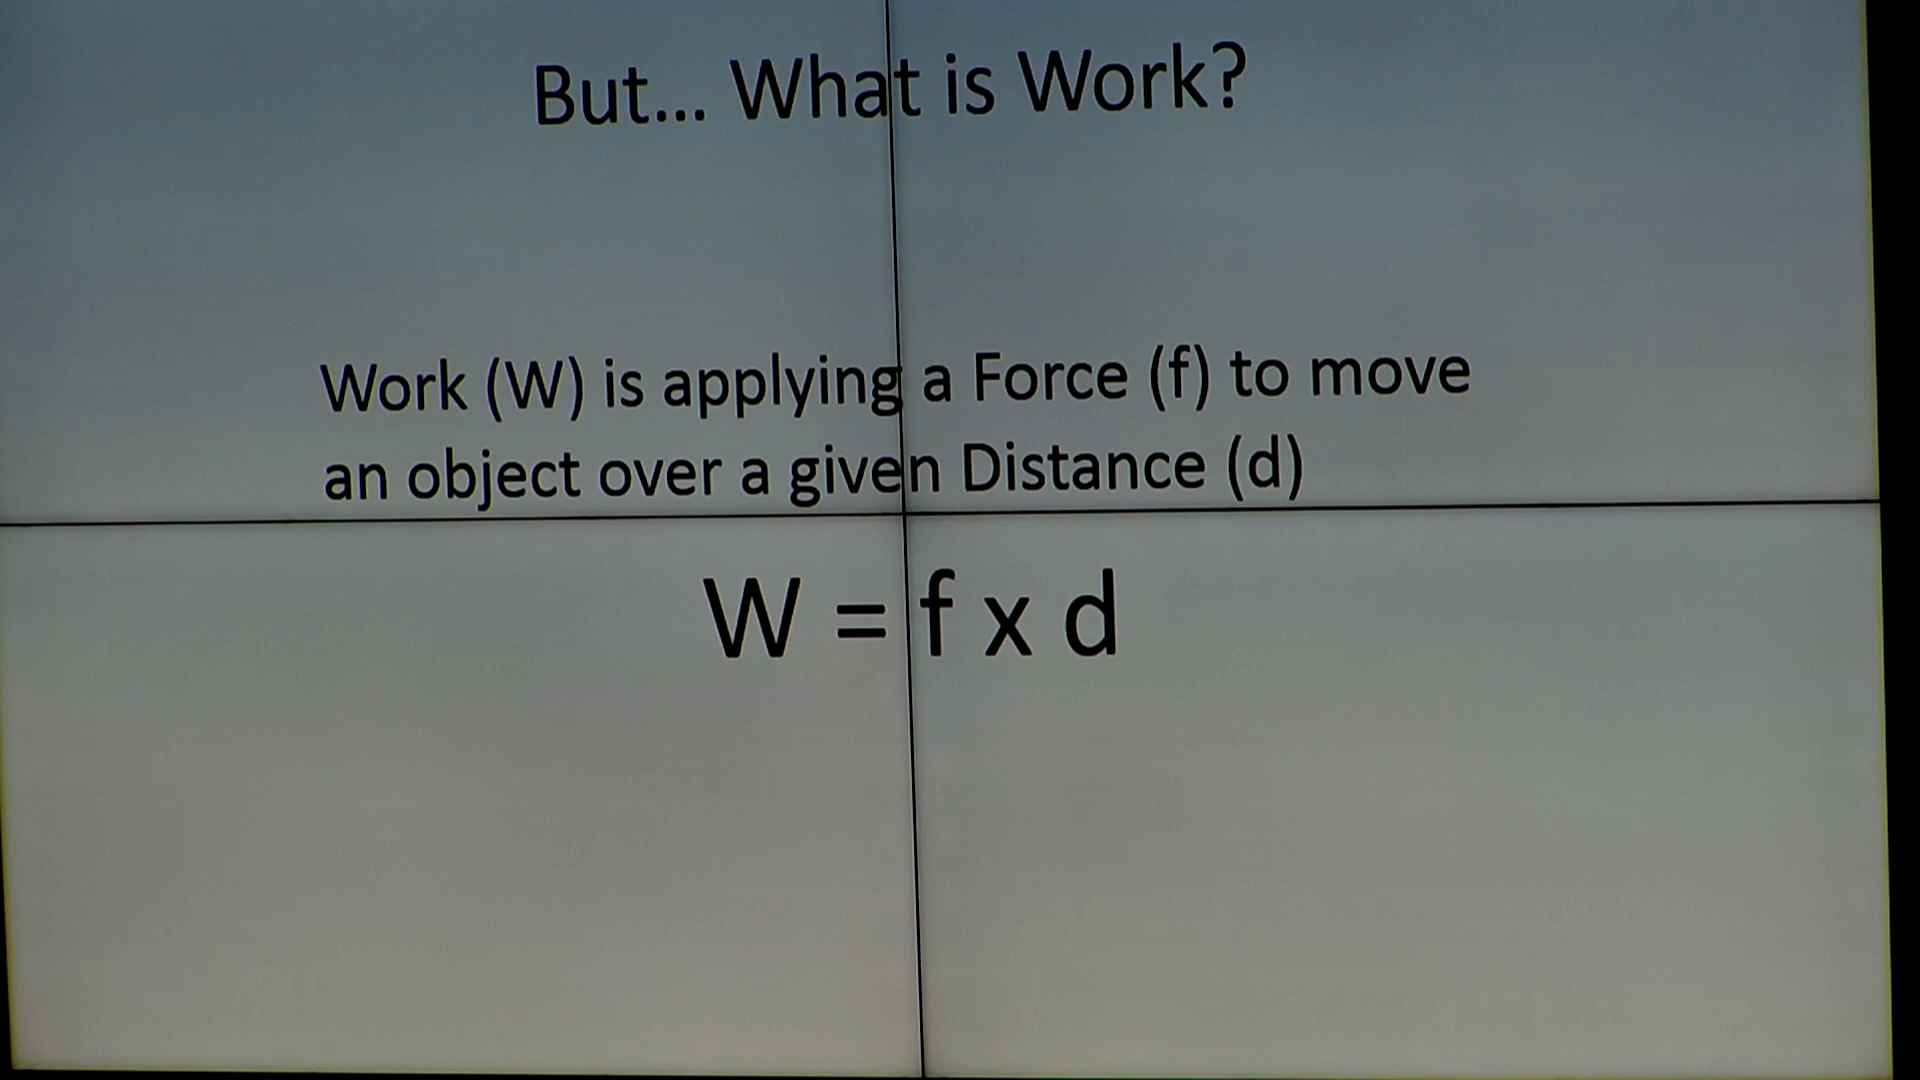 But... What is Work?
Work (W) is applying a Force (f) to move
an object over a given Distance (d)
W = f x d